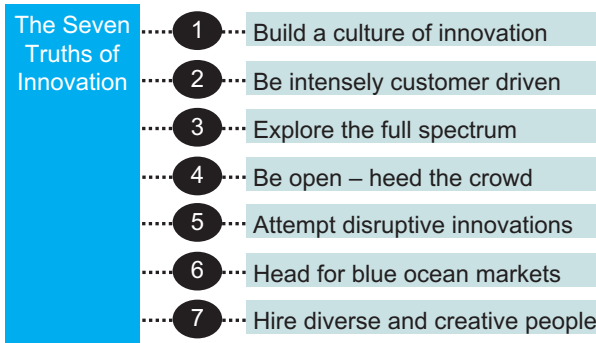 The Seven
Truths of
Innovation
1 Build a culture of innovation
2 Be intensely customer driven
3 Explore the full spectrum
4 Be open – heed the crowd
5 Attempt disruptive innovations
6 Head for blue ocean markets
7 Hire diverse and creative people